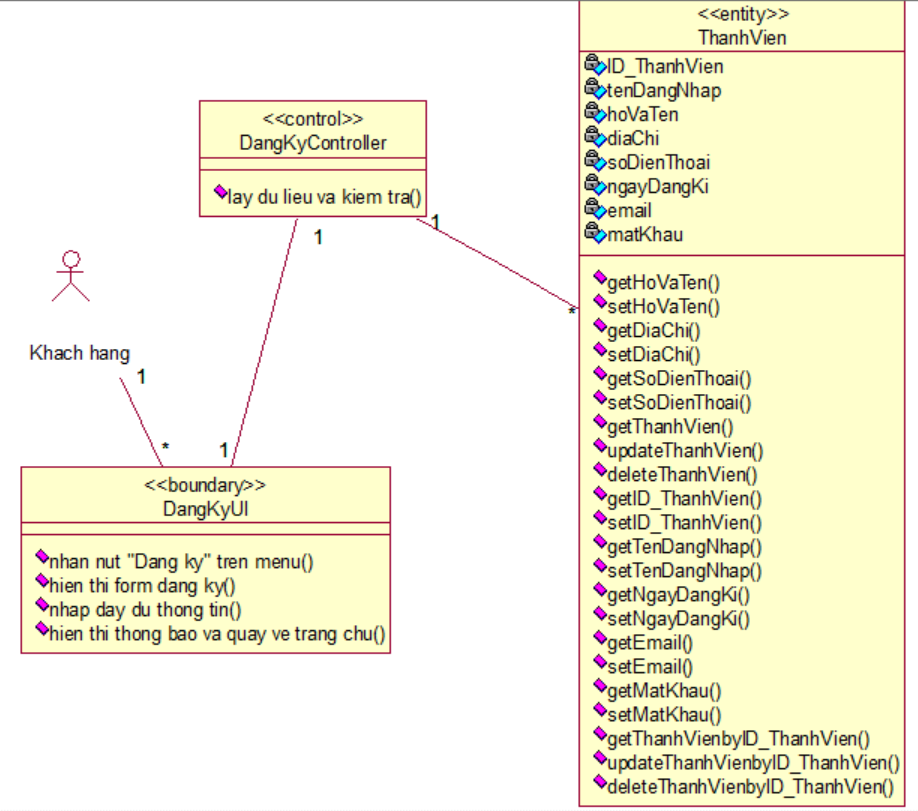 <<entity>>
ThanhVien
ID_ThanhVien
tenDangNhap
hoVaTen
diaChi
soDienThoai
ngayDangKi
email
matKhau
getHoVaTen()
setHoVaTen()
getDiaChi()
setDiaChi()
getSoDienThoai()
setSoDienThoai()
getThanhVien()
updateThanhVien()
deleteThanhVien()
getID_ThanhVien()
setID_ThanhVien()
getTenDangNhap()
setTenDangNhap()
getNgayDangKi()
setNgayDangKi()
getEmail()
setEmail()
getMatKhau()
setMatKhau()
getThanhVienbyID_ThanhVien()
updateThanhVienbyID_ThanhVien()
deleteThanhVienbyID_ThanhVien()
<<control>>
DangKyController
lay du lieu va kiem tra()
1
1
*
Khach hang
1
*
1
<<boundary>>
DangKyUI
nhan nut "Dang ky" tren menu()
hien thi form dang ky()
nhap day du thong tin()
hien thi thong bao va quay ve trang chu()